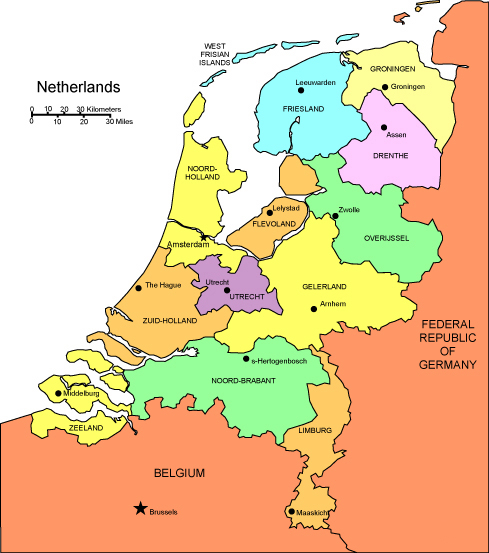 WEST
FRISIAN
ISLANDS
GRONINGEN
Netherlands
Leeuwarden
Groningen
0 10 20 30 Kilometers
FRIESLAND
0 10 20 30 Miles
Assen
DRENTHE
NOORD-
HOLLAND
Lelystad
Zwolle
FLEVOLAND
OVERIJSSEL
Amsterdam
Utrecht
The Hague
GELERLAND
UTRECHT
Arnhem
ZUID-HOLLAND
FEDERAL
REPUBLIC
OF
GERMANY
s-Hertogenbosch
NOORD-BRABANT
Middelburg
ZEELAND
LIMBURG
BELGIUM
Brussels
Maaskicht